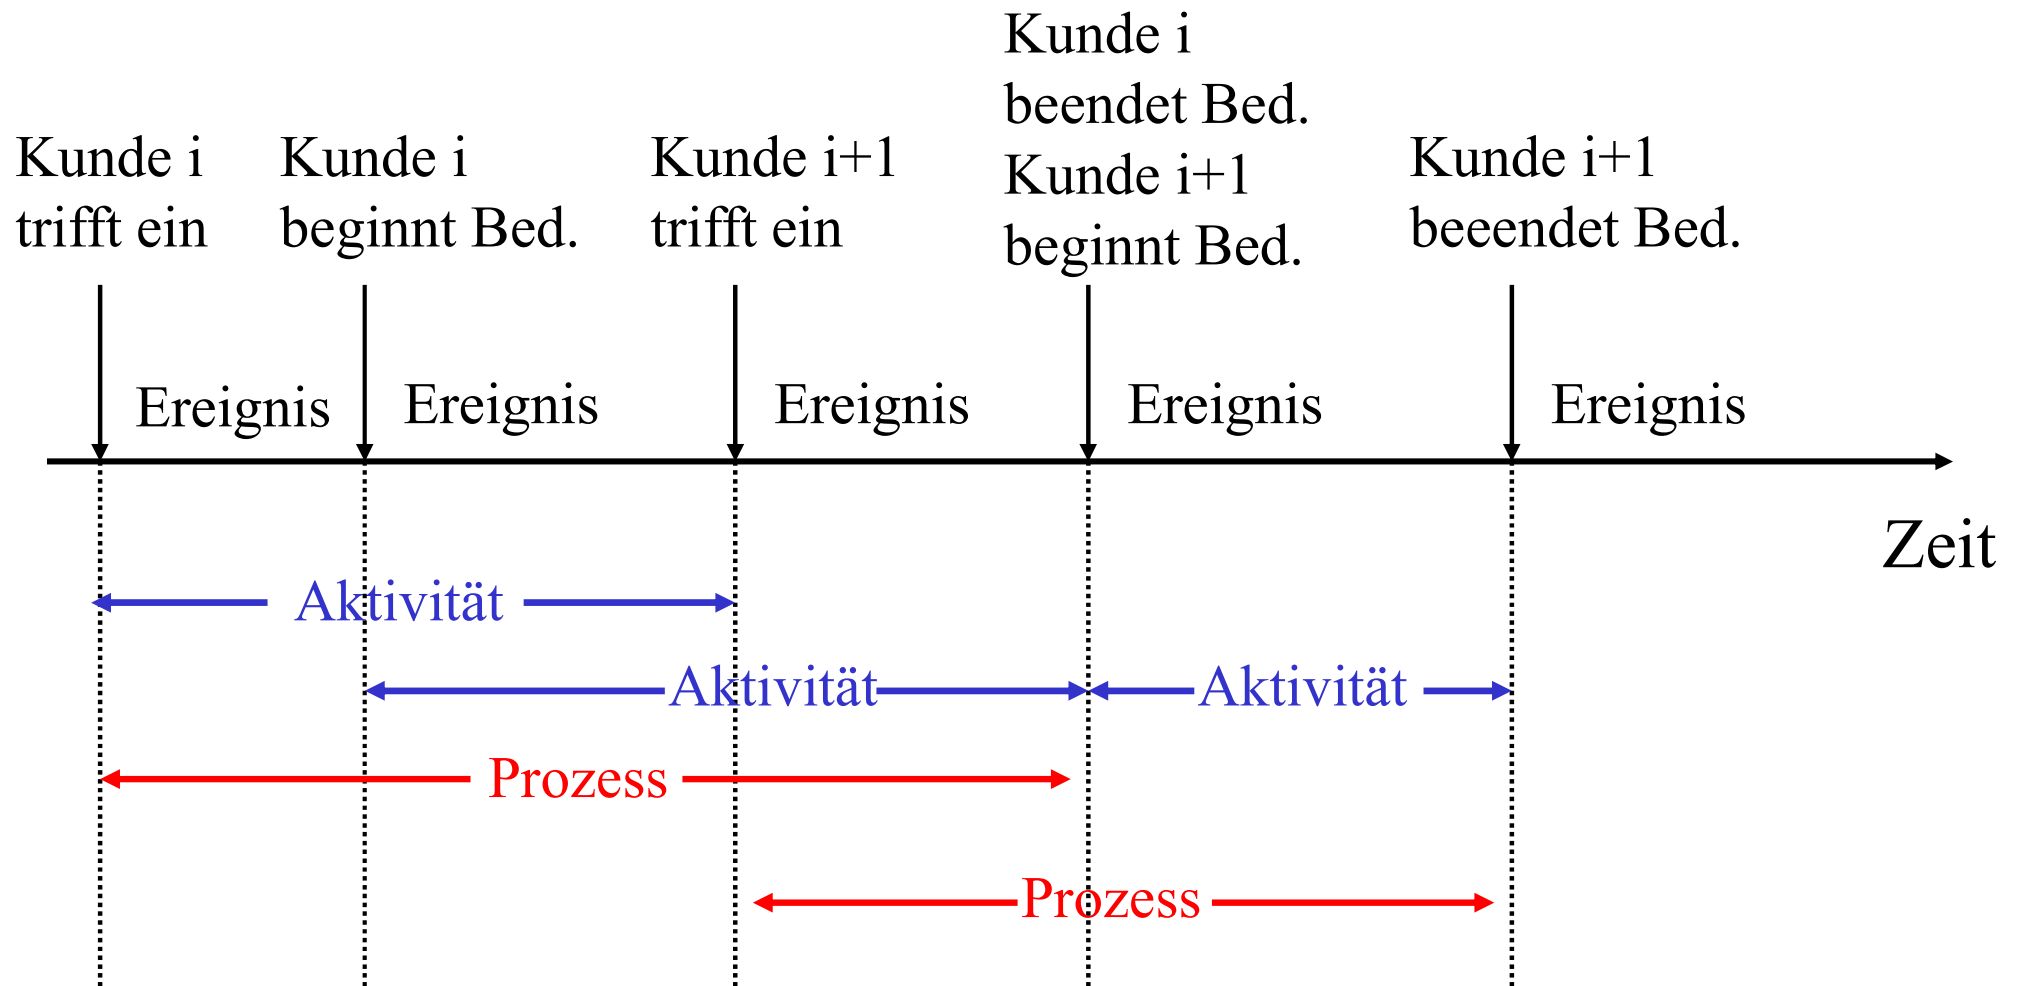 Kunde i
trifft ein
Kunde i
beginnt Bed.
Kunde i+1
trifft ein
Kunde i
beendet Bed.
Kunde i+1
beginnt Bed.
Kunde i+1
beeendet Bed.
Ereignis
Ereignis
Ereignis
Ereignis
Ereignis
Zeit
Aktivität
Aktivität
Aktivität
Prozess
Prozess